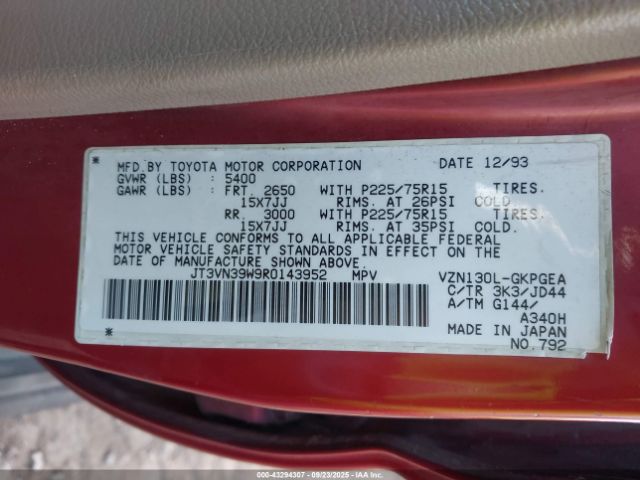 * MFD.BY TOYOTA MOTOR CORPORATION DATE 12/93
GVWR (LBS) : 5400
GAWR (LBS) : FRT. 2650 WITH P225/75R15 TIRES.
15X7JJ RIMS. AT 26PSI COLD
RR. 3000 WITH P225/75R15 TIRES.
15X7JJ RIMS. AT 35PSI COLD.
THIS VEHICLE CONFORMS TO ALL APPLICABLE FEDERAL
MOTOR VEHICLE SAFETY STANDARDS IN EFFECT ON THE
DATE OF MANUFACTURE SHOWN ABOVE.
JT3VN39W9R0143952 MPV VZN130L-GKPGEA
C/TR 3K3/JD44
A/TM G144/
A340H
* MADE IN JAPAN
NO.792
000-43294307 - 09/23/2025 - IAA Inc.